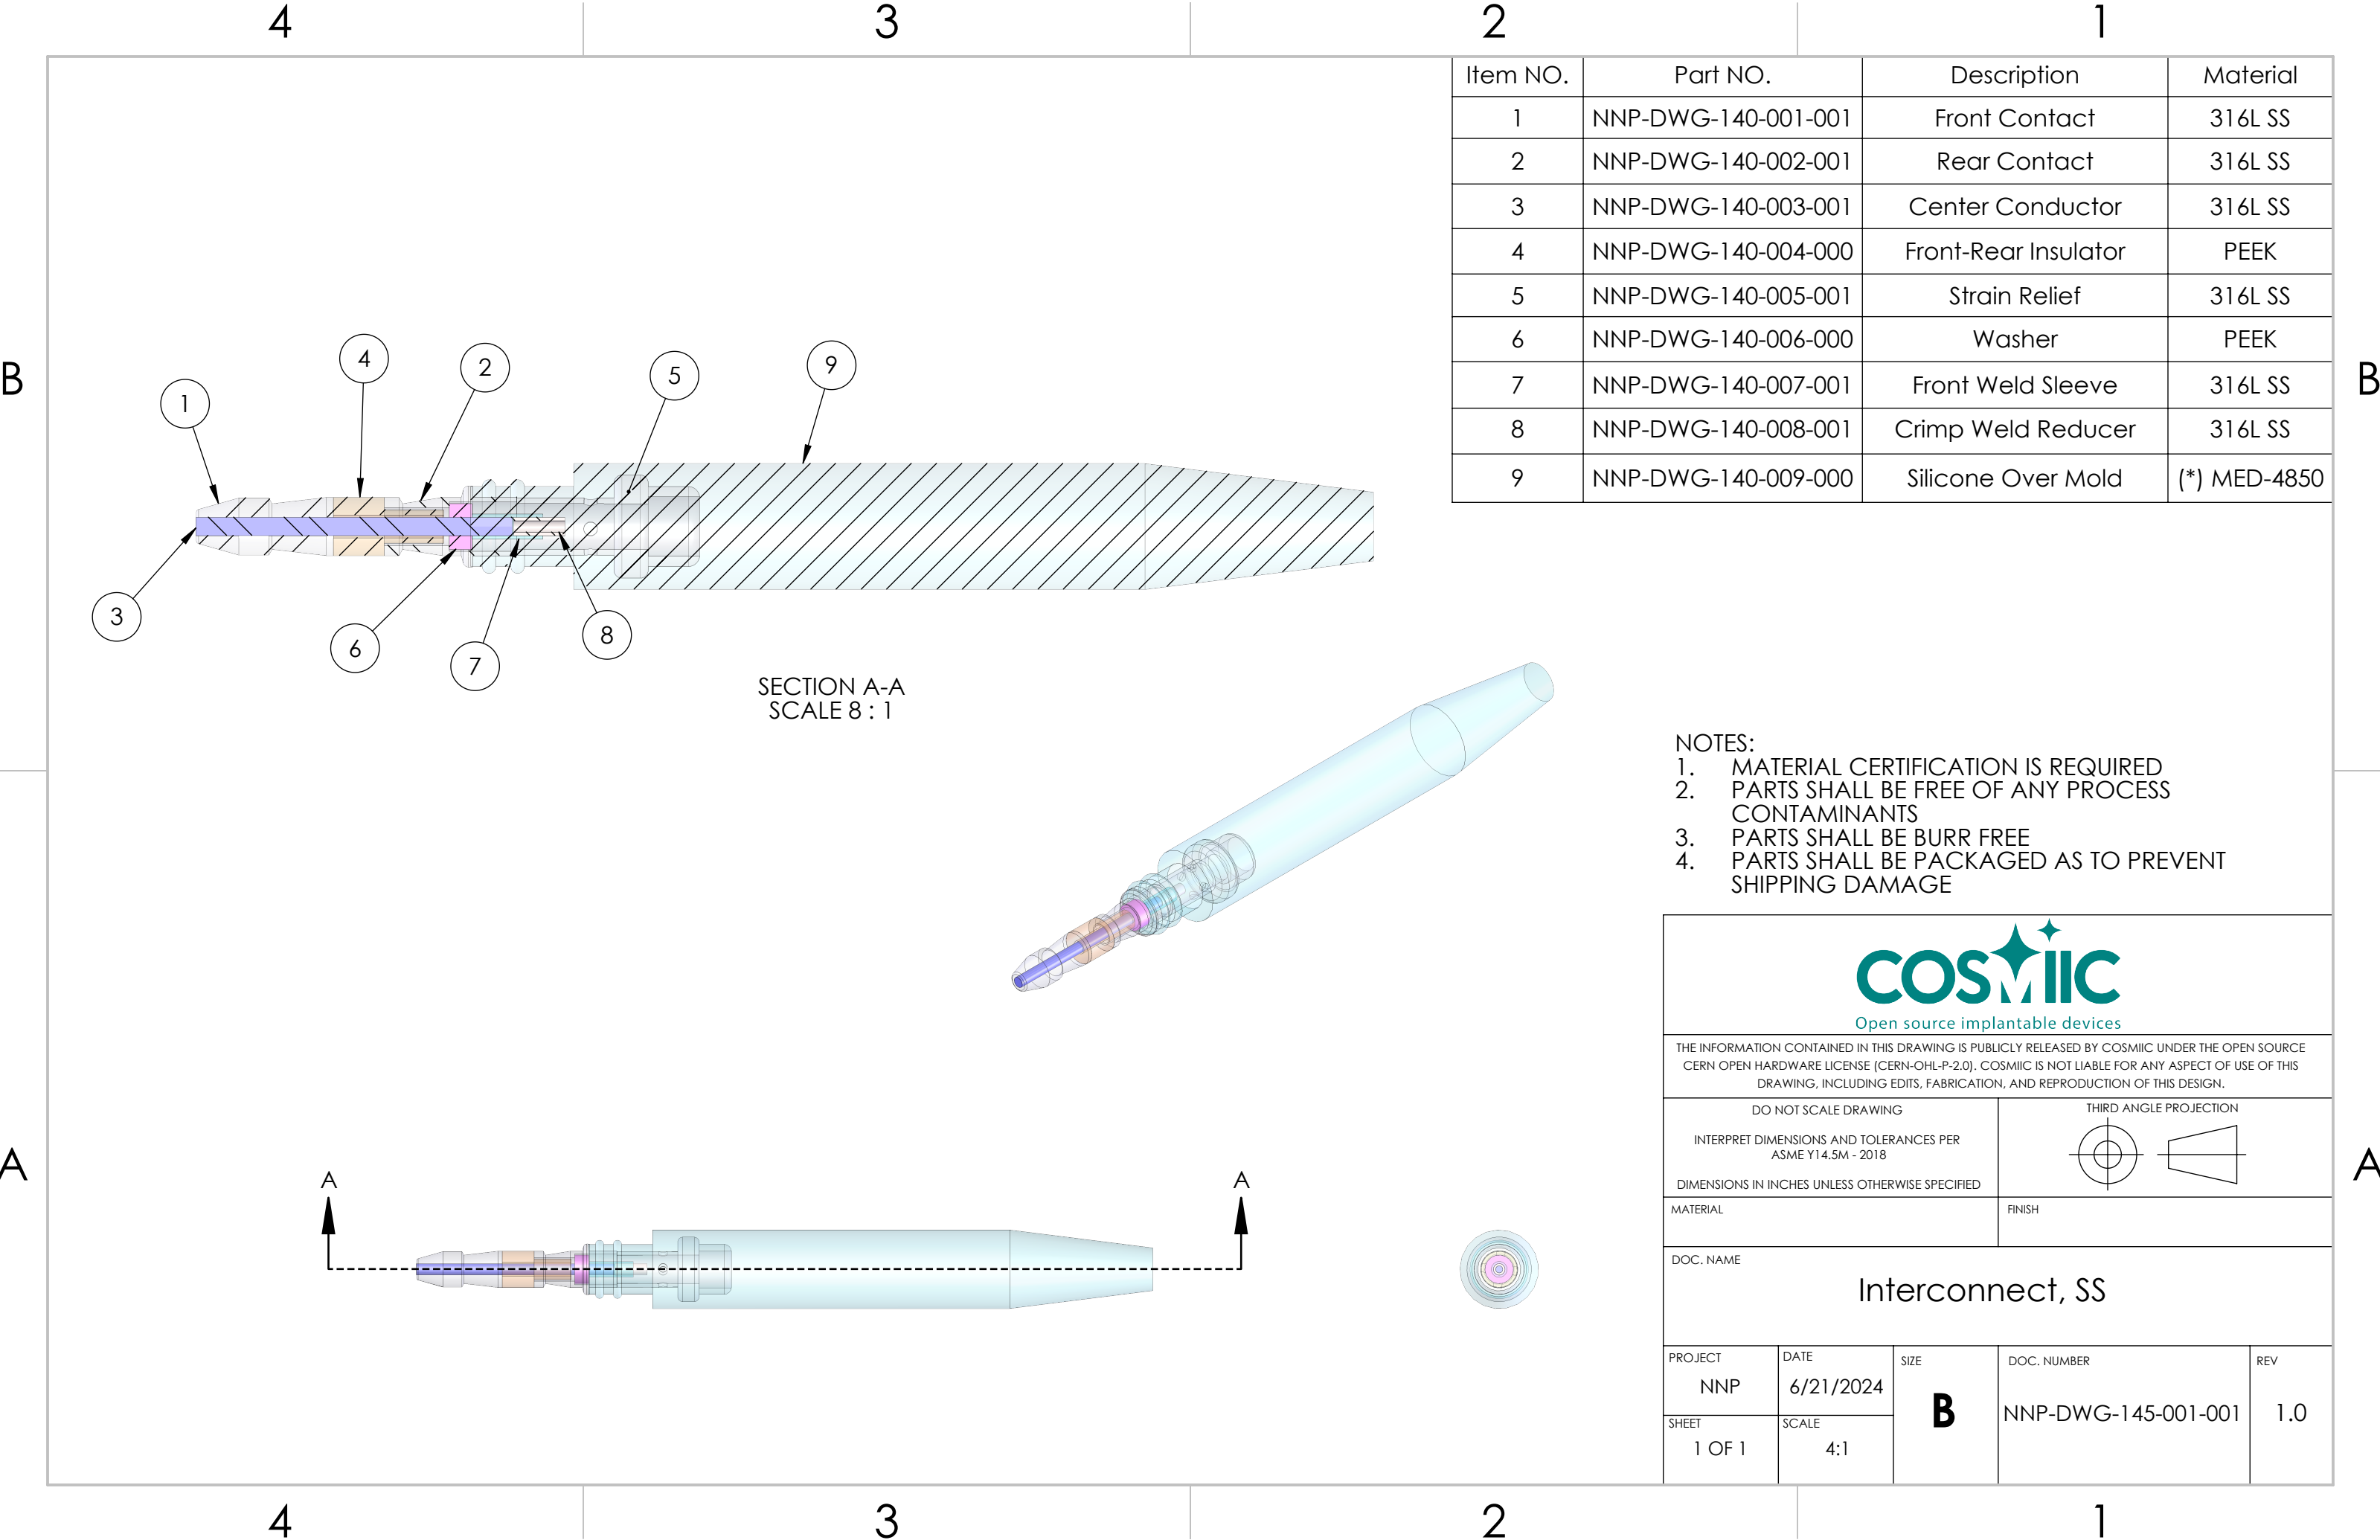 4 3 2 1
Item NO. Part NO. Description Material
1 NNP-DWG-140-001-001 Front Contact 316L SS
2 NNP-DWG-140-002-001 Rear Contact 316L SS
3 NNP-DWG-140-003-001 Center Conductor 316L SS
4 NNP-DWG-140-004-000 Front-Rear Insulator PEEK
5 NNP-DWG-140-005-001 Strain Relief 316L SS
6 NNP-DWG-140-006-000 Washer PEEK
7 NNP-DWG-140-007-001 Front Weld Sleeve 316L SS
8 NNP-DWG-140-008-001 Crimp Weld Reducer 316L SS
9 NNP-DWG-140-009-000 Silicone Over Mold (*) MED-4850
B B
1 4 2 5 9
3 6 7 8
SECTION A-A
SCALE 8 : 1
NOTES:
1. MATERIAL CERTIFICATION IS REQUIRED
2. PARTS SHALL BE FREE OF ANY PROCESS
CONTAMINANTS
3. PARTS SHALL BE BURR FREE
4. PARTS SHALL BE PACKAGED AS TO PREVENT
SHIPPING DAMAGE
COSMIIC
Open source implantable devices
THE INFORMATION CONTAINED IN THIS DRAWING IS PUBLICLY RELEASED BY COSMIIC UNDER THE OPEN SOURCE
CERN OPEN HARDWARE LICENSE (CERN-OHL-P-2.0). COSMIIC IS NOT LIABLE FOR ANY ASPECT OF USE OF THIS
DRAWING, INCLUDING EDITS, FABRICATION, AND REPRODUCTION OF THIS DESIGN.
DO NOT SCALE DRAWING
INTERPRET DIMENSIONS AND TOLERANCES PER
ASME Y14.5M - 2018
DIMENSIONS IN INCHES UNLESS OTHERWISE SPECIFIED
THIRD ANGLE PROJECTION
A A
A A
MATERIAL
FINISH
DOC. NAME
Interconnect, SS
PROJECT
NNP
DATE
6/21/2024
SIZE
B
DOC. NUMBER
NNP-DWG-145-001-001
REV
1.0
SHEET
1 OF 1
SCALE
4:1
4 3 2 1